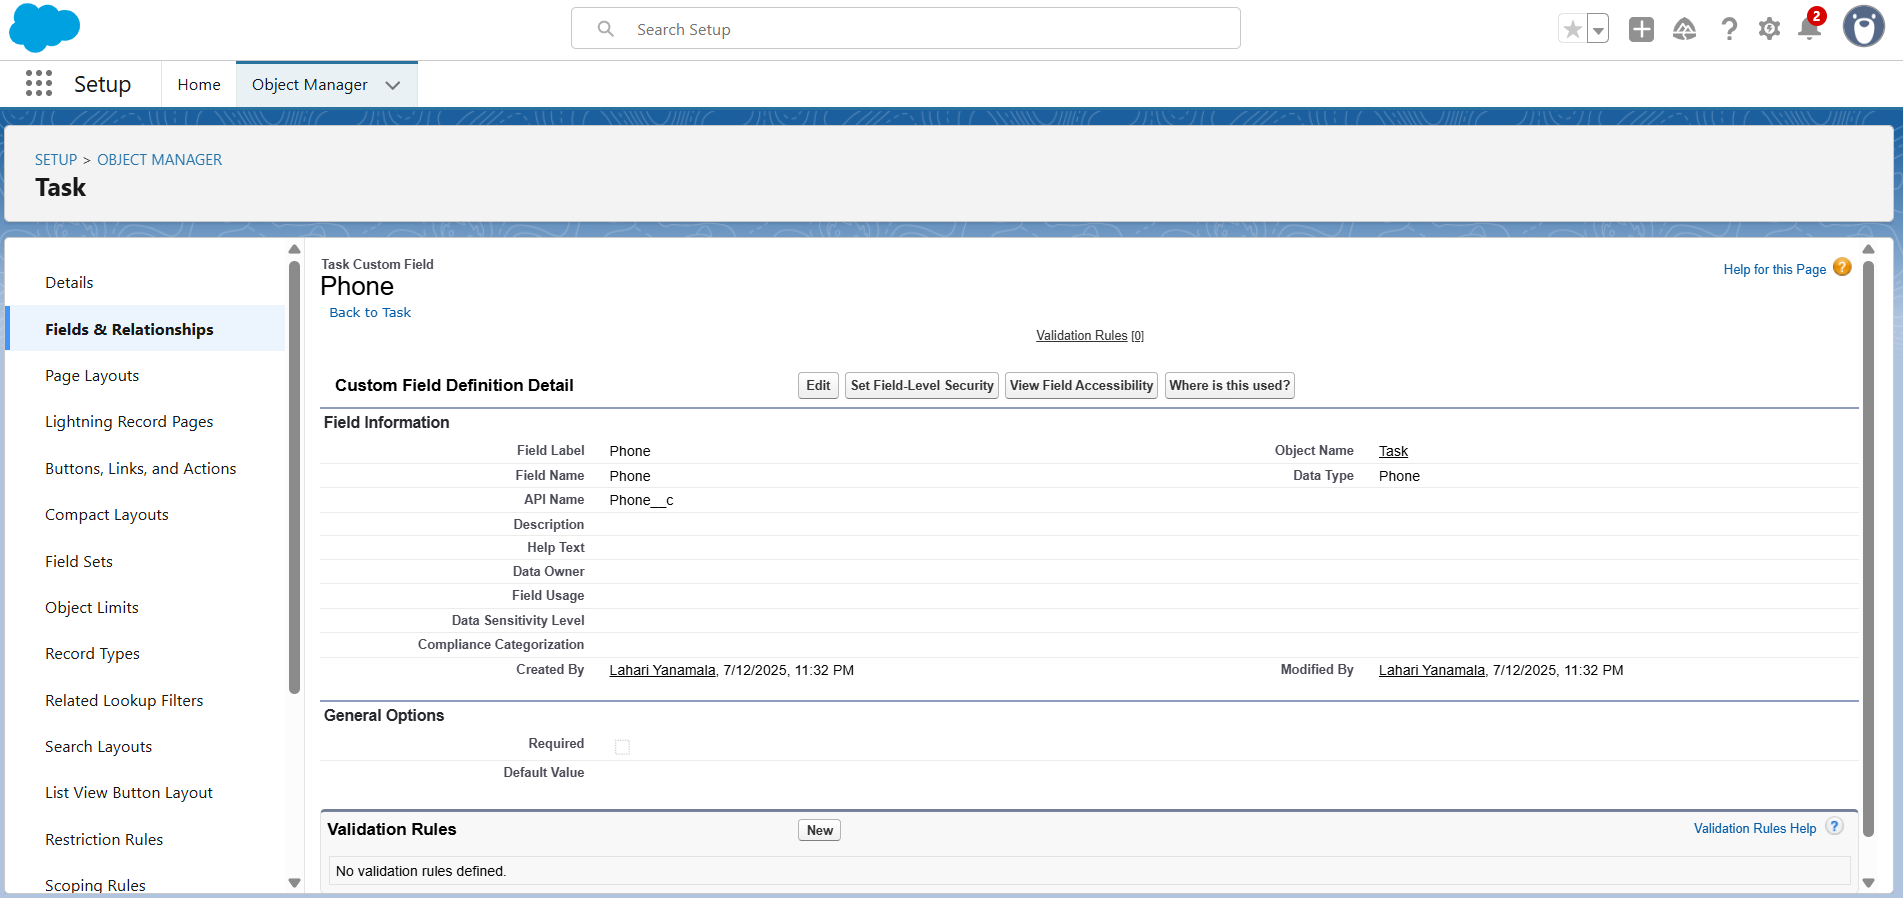 Search Setup
2
Setup
Home
Object Manager
SETUP > OBJECT MANAGER
Task
Details
Fields & Relationships
Page Layouts
Lightning Record Pages
Buttons, Links, and Actions
Compact Layouts
Field Sets
Object Limits
Record Types
Related Lookup Filters
Search Layouts
List View Button Layout
Restriction Rules
Scoping Rules
Task Custom Field
Phone
Help for this Page ?
Back to Task
Validation Rules [0]
Custom Field Definition Detail
Edit
Set Field-Level Security
View Field Accessibility
Where is this used?
Field Information
Field Label Phone
Object Name Task
Field Name Phone
Data Type Phone
API Name Phone__c
Description
Help Text
Data Owner
Field Usage
Data Sensitivity Level
Compliance Categorization
Created By Lahari Yanamala, 7/12/2025, 11:32 PM
Modified By Lahari Yanamala, 7/12/2025, 11:32 PM
General Options
Required
Default Value
Validation Rules
New
Validation Rules Help ?
No validation rules defined.